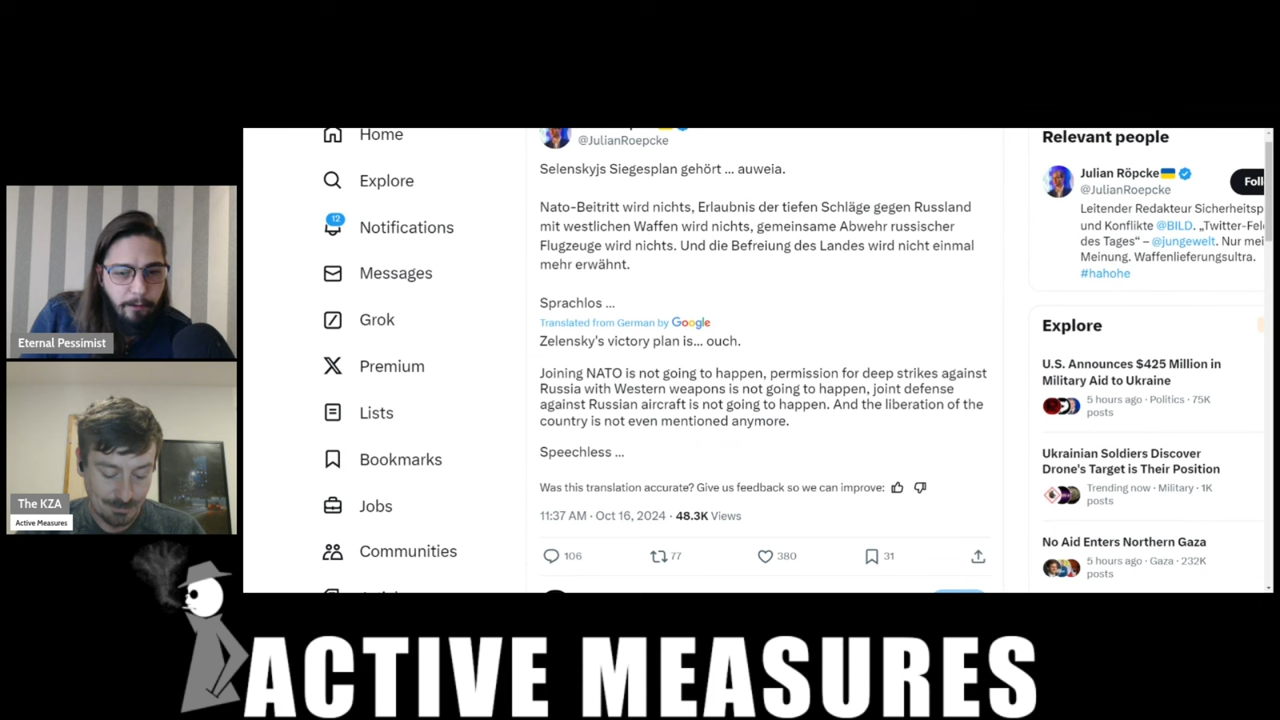 Home
Explore
12
Notifications
Messages
Grok
Premium
Lists
Bookmarks
Jobs
Communities
@JulianRoepcke
Selenskyjs Siegesplan gehört ... auweia.
Nato-Beitritt wird nichts, Erlaubnis der tiefen Schläge gegen Russland
mit westlichen Waffen wird nichts, gemeinsame Abwehr russischer
Flugzeuge wird nichts. Und die Befreiung des Landes wird nicht einmal
mehr erwähnt.
Sprachlos ...
Translated from German by Google
Zelensky's victory plan is... ouch.
Joining NATO is not going to happen, permission for deep strikes against
Russia with Western weapons is not going to happen, joint defense
against Russian aircraft is not going to happen. And the liberation of the
country is not even mentioned anymore.
Speechless ...
Was this translation accurate? Give us feedback so we can improve:
11:37 AM · Oct 16, 2024 · 48.3K Views
106 77 380 31
Relevant people
Julian Röpcke
@JulianRoepcke
Foll
Leitender Redakteur Sicherheitsp
und Konflikte @BILD. „Twitter-Fel
des Tages“ – @jungewelt. Nur mei
Meinung. Waffenlieferungsultra.
#hahohe
Explore
U.S. Announces $425 Million in
Military Aid to Ukraine
5 hours ago · Politics · 75K
posts
Ukrainian Soldiers Discover
Drone's Target is Their Position
Trending now · Military · 1K
posts
No Aid Enters Northern Gaza
5 hours ago · Gaza · 232K
posts
Eternal Pessimist
The KZA
Active Measures
ACTIVE MEASURES